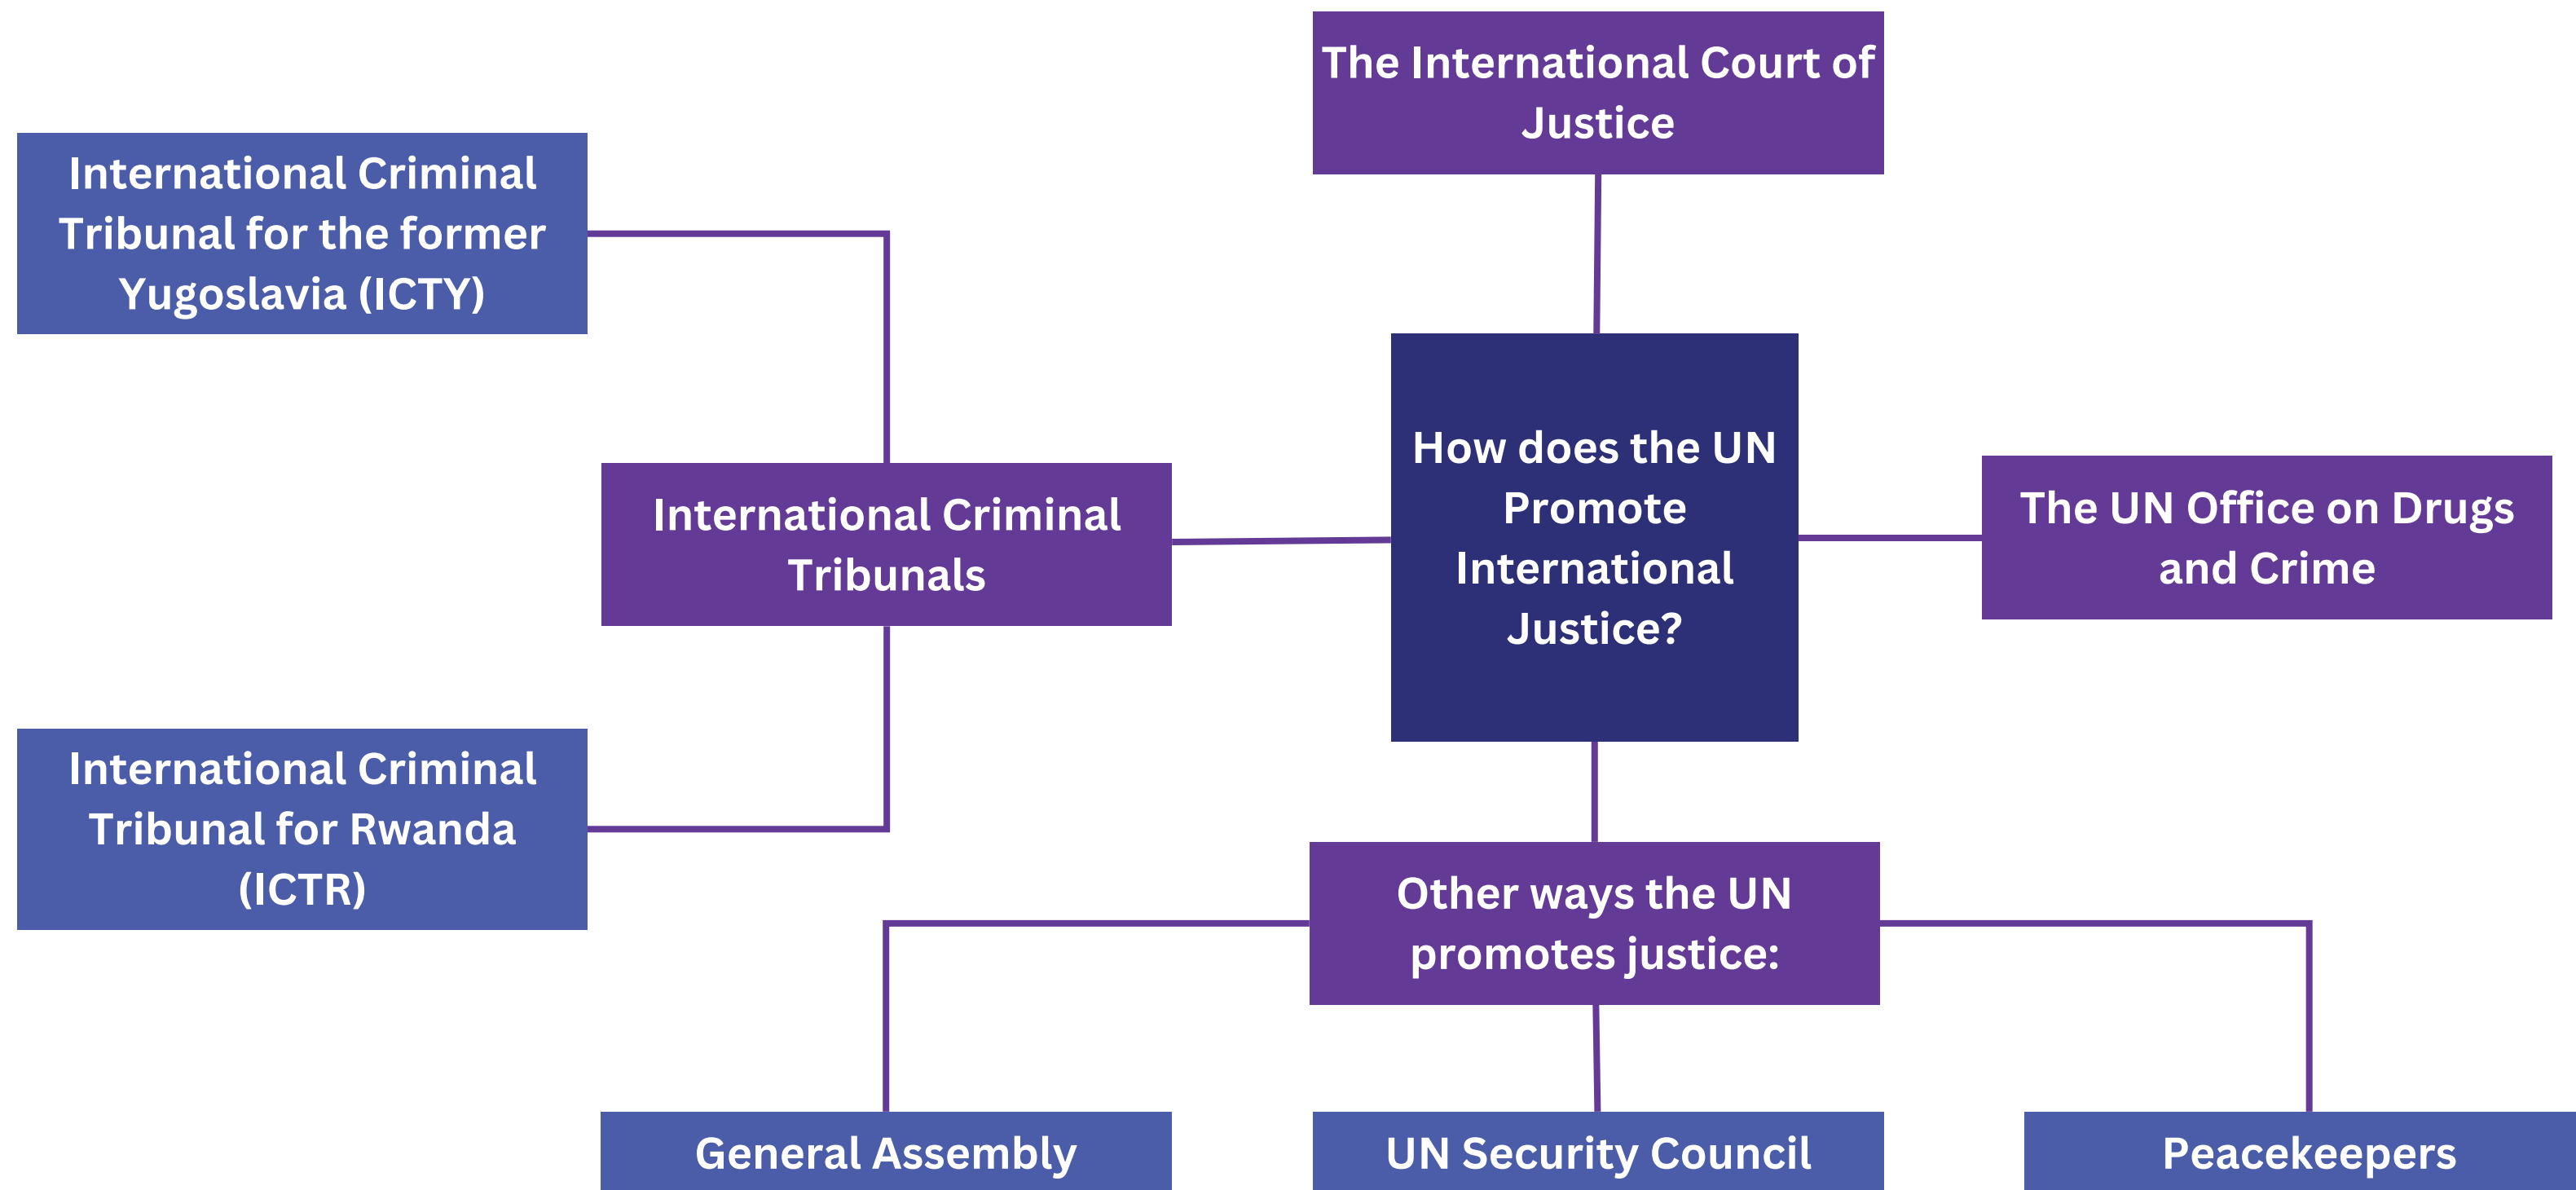 The International Court of
Justice
International Criminal
Tribunal for the former
Yugoslavia (ICTY)
How does the UN
Promote
International
Justice?
International Criminal
Tribunals
The UN Office on Drugs
and Crime
International Criminal
Tribunal for Rwanda
(ICTR)
Other ways the UN
promotes justice:
General Assembly
UN Security Council
Peacekeepers